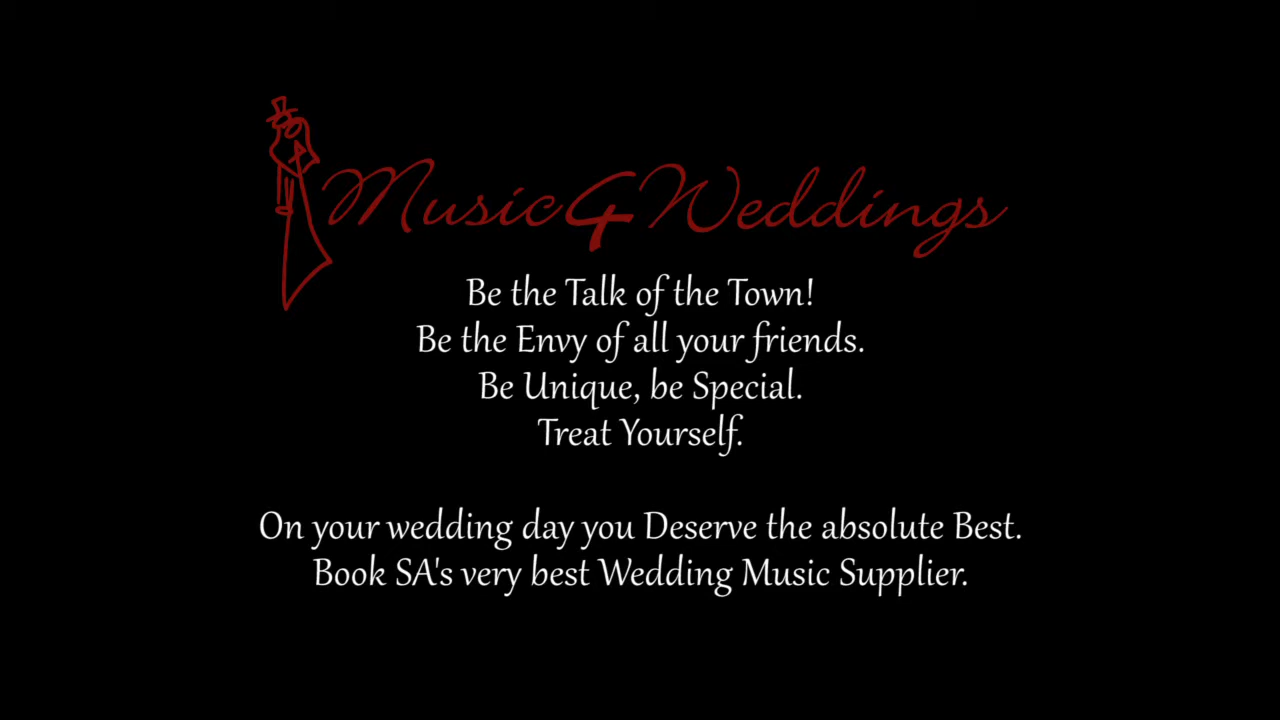 Music4Weddings
Be the Talk of the Town!
Be the Envy of all your friends.
Be Unique, be Special.
Treat Yourself.
On your wedding day you Deserve the absolute Best.
Book SA's very best Wedding Music Supplier.